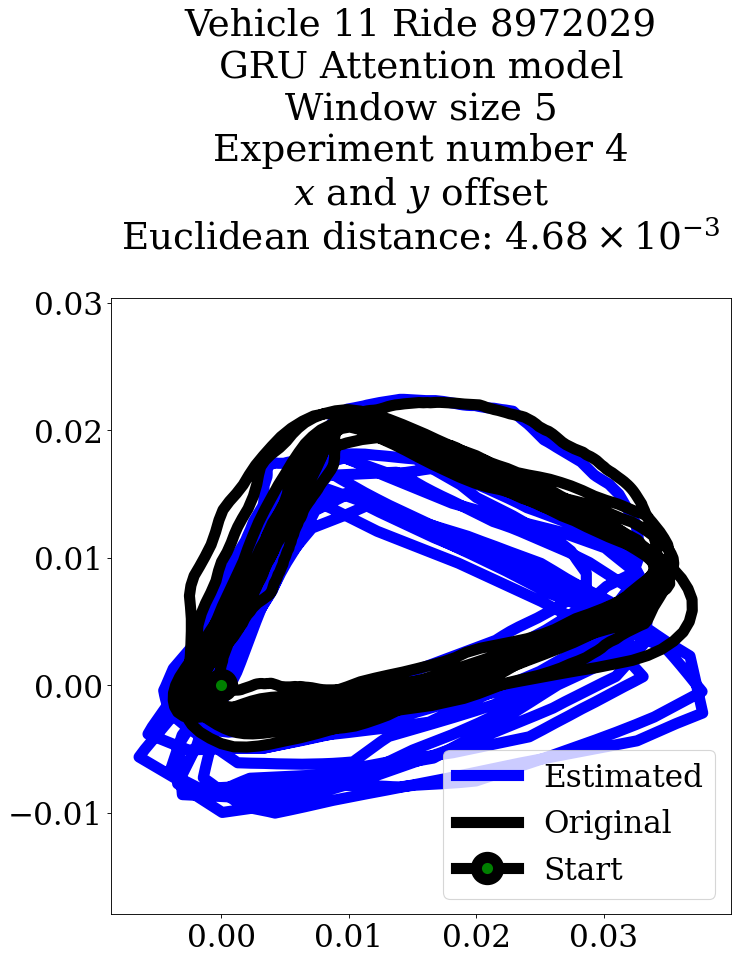 Vehicle 11 Ride 8972029
GRU Attention model
Window size 5
Experiment number 4
x and y offset
Euclidean distance: 4.68 × 10⁻³
0.03
0.02
0.01
0.00
−0.01
Estimated
Original
Start
0.00 0.01 0.02 0.03